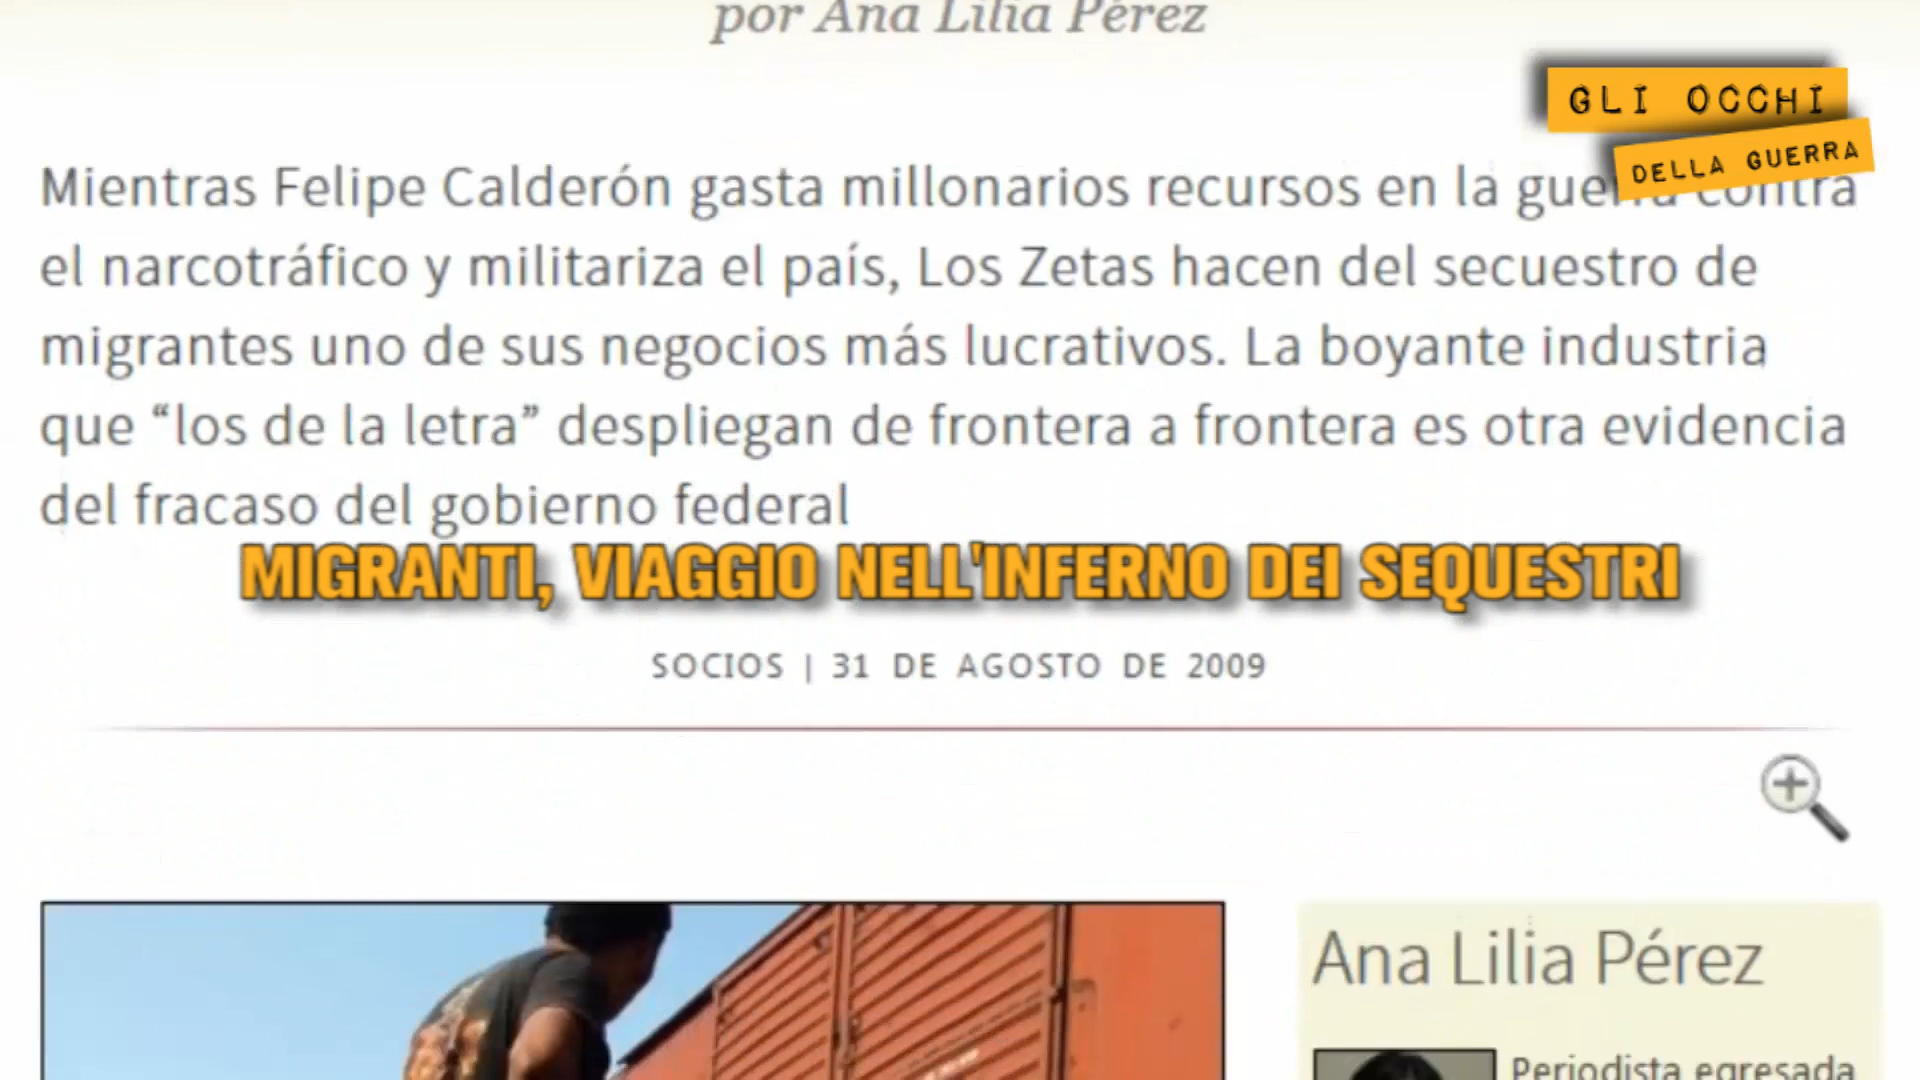 por Ana Lilia Pérez
GLI OCCHI
DELLA GUERRA
Mientras Felipe Calderón gasta millonarios recursos en la guerra contra
el narcotráfico y militariza el país, Los Zetas hacen del secuestro de
migrantes uno de sus negocios más lucrativos. La boyante industria
que “los de la letra” despliegan de frontera a frontera es otra evidencia
del fracaso del gobierno federal
MIGRANTI, VIAGGIO NELL'INFERNO DEI SEQUESTRI
SOCIOS | 31 DE AGOSTO DE 2009
Ana Lilia Pérez
Periodista egresada